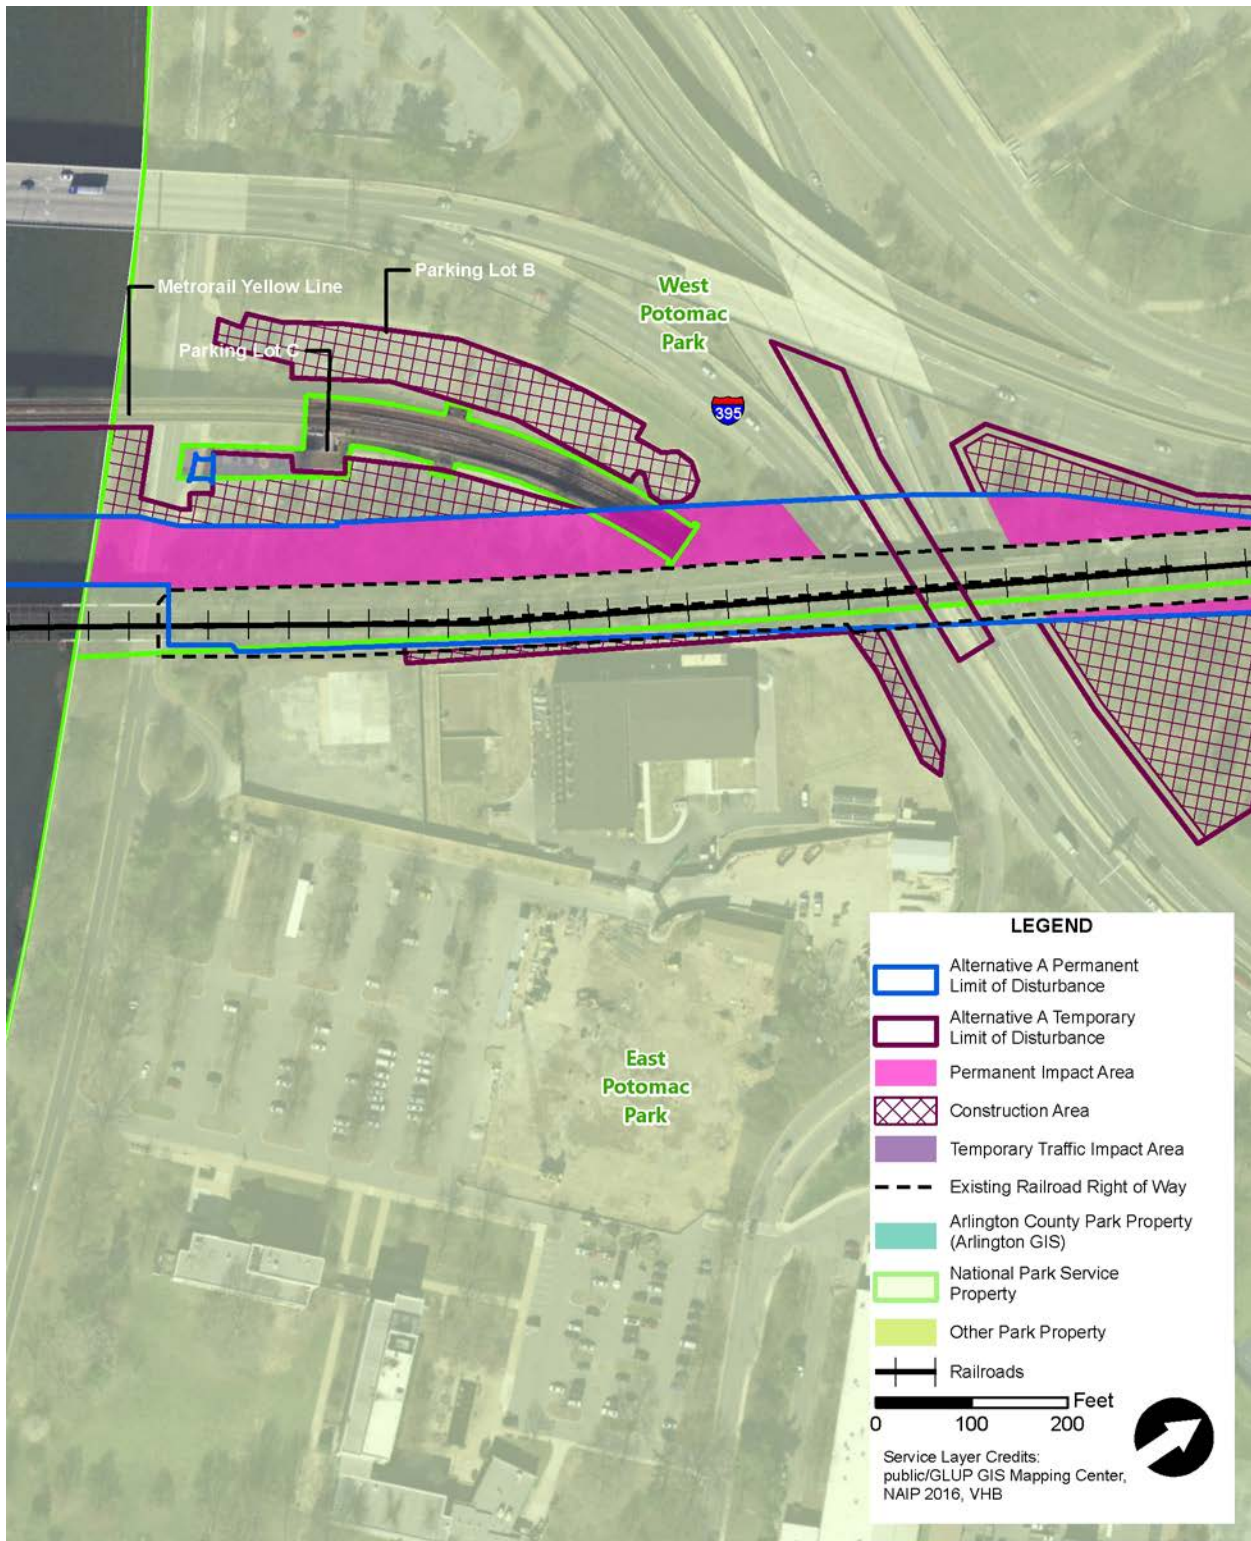 Metrorail Yellow Line
Parking Lot B
West
Potomac
Park
Parking Lot C
395
East
Potomac
Park
LEGEND
Alternative A Permanent
Limit of Disturbance
Alternative A Temporary
Limit of Disturbance
Permanent Impact Area
Construction Area
Temporary Traffic Impact Area
Existing Railroad Right of Way
Arlington County Park Property
(Arlington GIS)
National Park Service
Property
Other Park Property
Railroads
Feet
0 100 200
Service Layer Credits:
public/GLUP GIS Mapping Center,
NAIP 2016, VHB